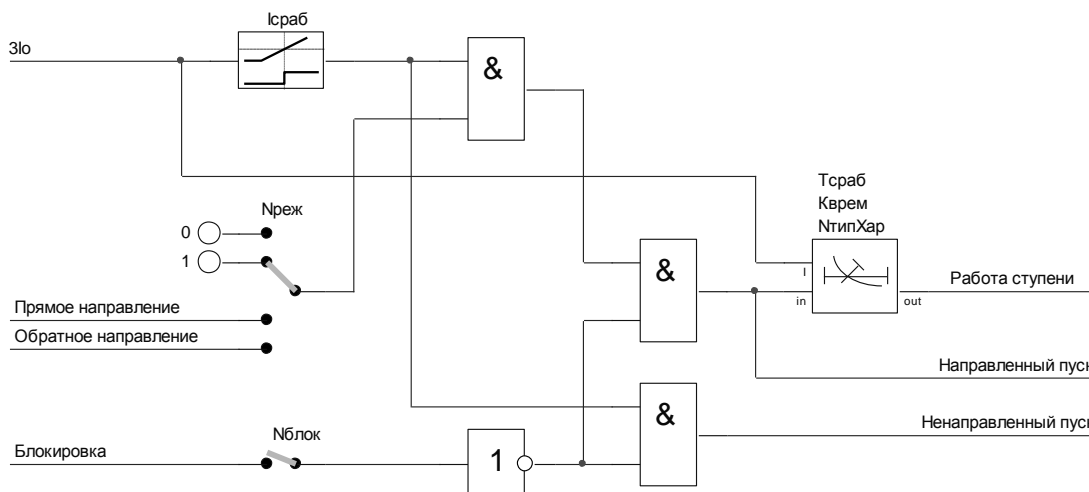 Iсраб
3Io
&
Tсраб
Kврем
NтипХар
Nреж
0
1
&
I
in
out
Работа ступени
Прямое направление
Обратное направление
Направленный пуск
&
Ненаправленный пуск
Nблок
Блокировка
1